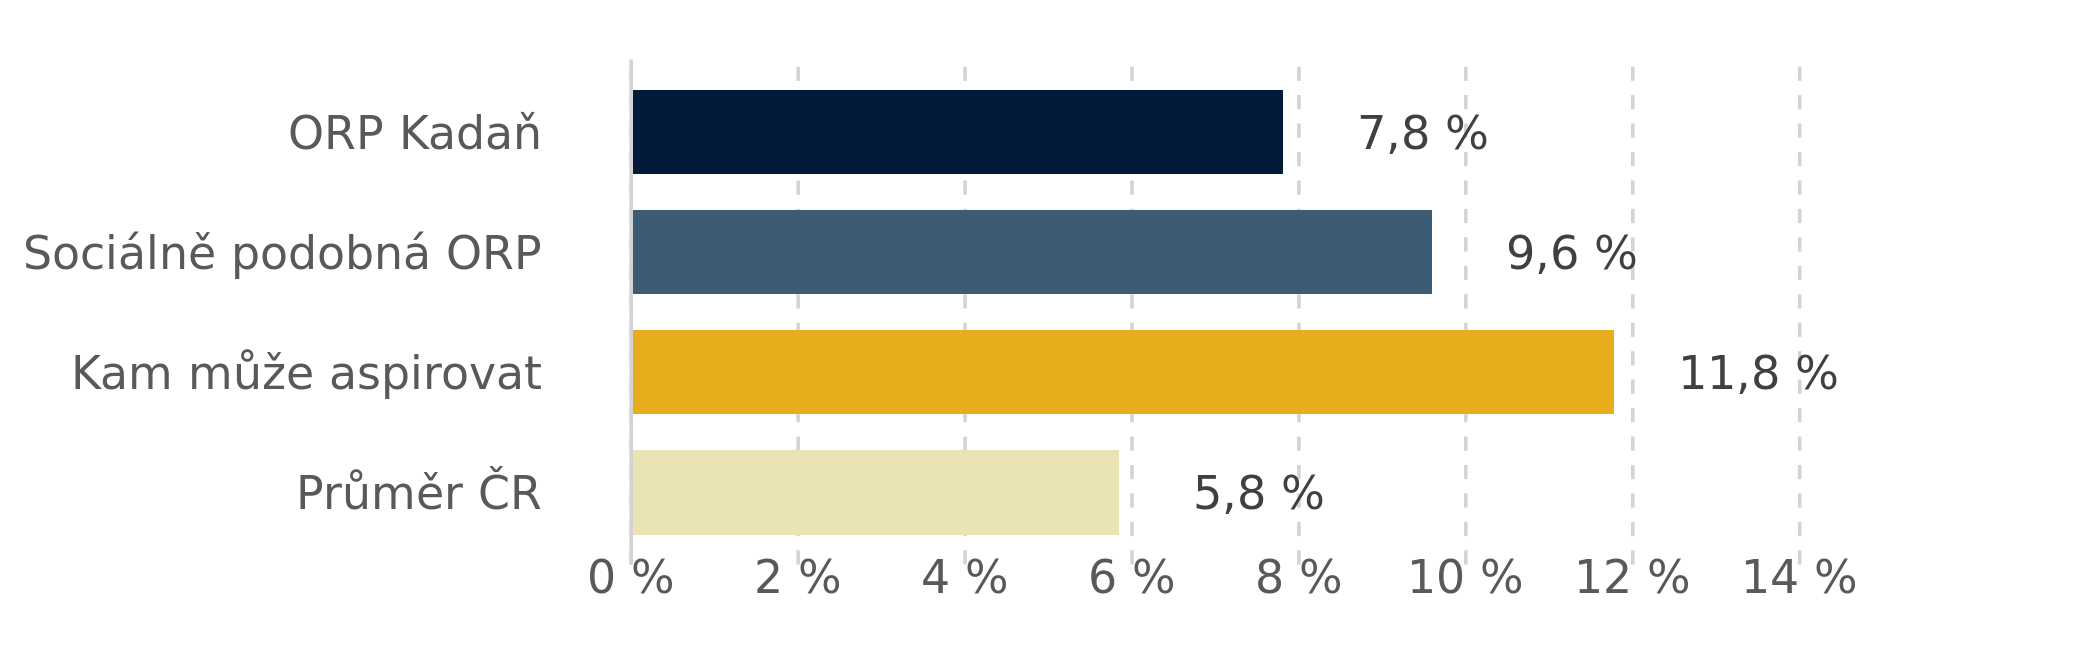 ORP Kadaň 7,8 %
Sociálně podobná ORP 9,6 %
Kam může aspirovat 11,8 %
Průměr ČR 5,8 %
0 % 2 % 4 % 6 % 8 % 10 % 12 % 14 %